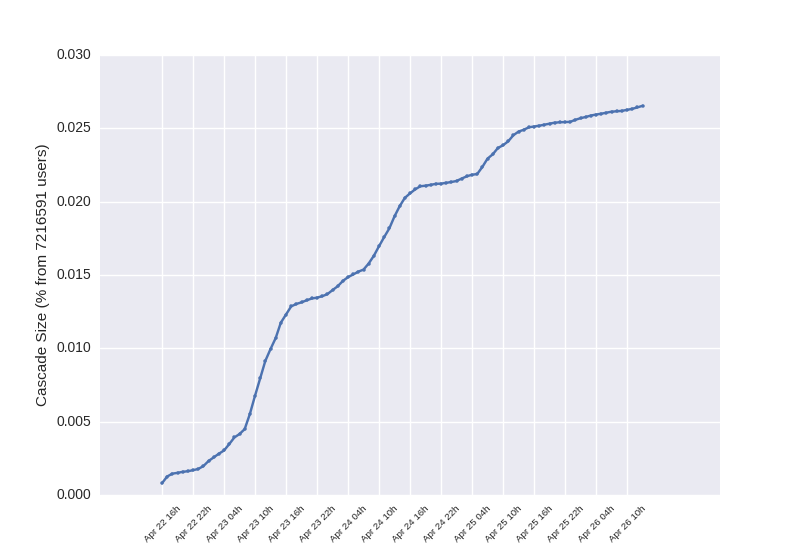 0.030
0.025
0.020
0.015
0.010
0.005
0.000
Cascade Size (% from 7216591 users)
Apr 22 16h
Apr 22 22h
Apr 23 04h
Apr 23 10h
Apr 23 16h
Apr 23 22h
Apr 24 04h
Apr 24 10h
Apr 24 16h
Apr 24 22h
Apr 25 04h
Apr 25 10h
Apr 25 16h
Apr 25 22h
Apr 26 04h
Apr 26 10h